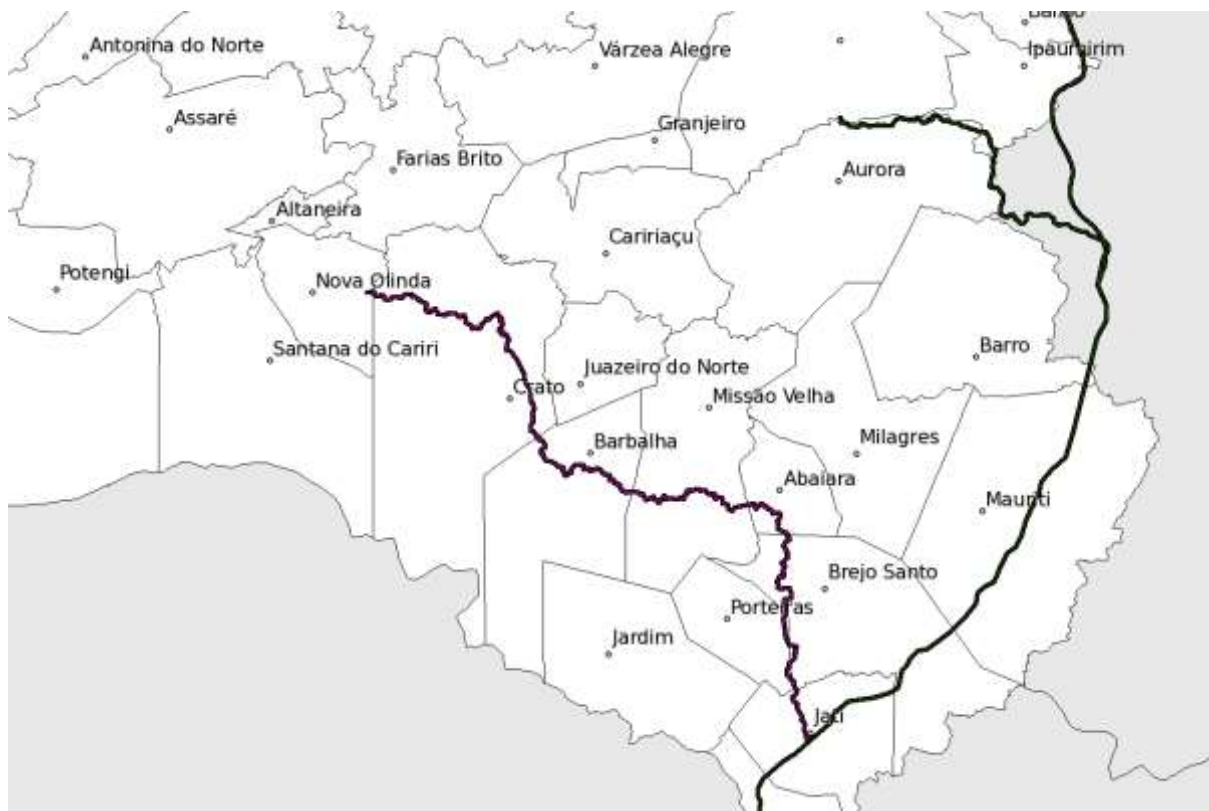 Baixio
Ipaumirim
Antonina do Norte
Várzea Alegre
Assaré
Granjeiro
Farias Brito
Aurora
Altaneira
Caririaçu
Potengi
Nova Olinda
Santana do Cariri
Barro
Juazeiro do Norte
Crato
Missão Velha
Barbalha
Milagres
Abaiara
Mauriti
Brejo Santo
Porteiras
Jardim
Jati